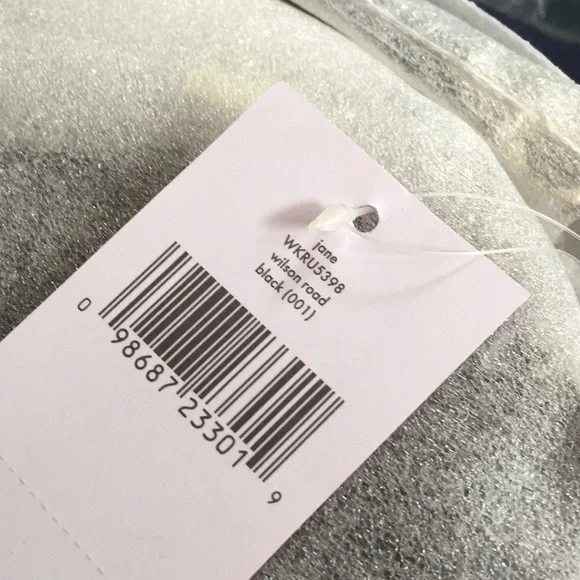 jane
WKRU5398
wilson road
black (001)
0 98687 23301 9